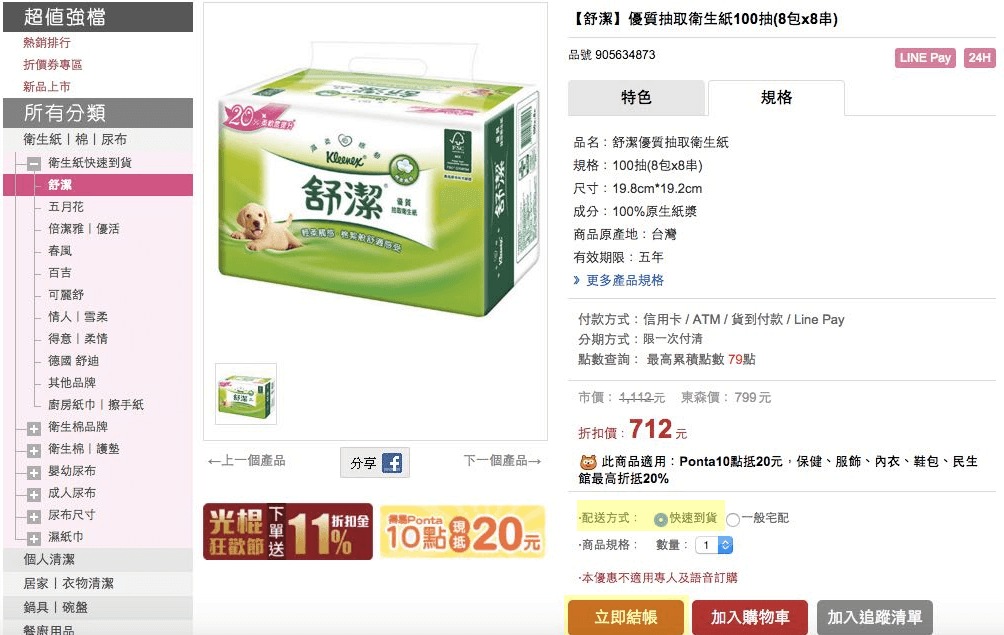 超值強檔
熱銷排行
折價券專區
新品上市
所有分類
衛生紙｜棉｜尿布
衛生紙快速到貨
舒潔
五月花
倍潔雅｜優活
春風
百吉
可麗舒
情人｜雪柔
得意｜柔情
德國 舒迪
其他品牌
廚房紙巾｜擦手紙
衛生棉品牌
衛生棉｜護墊
嬰幼尿布
成人尿布
尿布尺寸
濕紙巾
個人清潔
居家｜衣物清潔
鍋具｜碗盤
餐廚用品
20%
Kleenex
舒潔
優質
抽取衛生紙
FSC
←上一個產品
分享
下一個產品→
光棍
狂歡節
下單送
11%
折扣金
10點
現抵
20元
【舒潔】優質抽取衛生紙100抽(8包x8串)
品號 905634873
LINE Pay
24H
特色
規格
品名：舒潔優質抽取衛生紙
規格：100抽(8包x8串)
尺寸：19.8cm*19.2cm
成分：100%原生紙漿
商品原產地：台灣
有效期限：五年
》更多產品規格
付款方式：信用卡 / ATM / 貨到付款 / Line Pay
分期方式：限一次付清
點數查詢： 最高累積點數 79點
市價： 1,112元 東森價： 799元
折扣價：712 元
此商品適用：Ponta10點抵20元，保健、服飾、內衣、鞋包、民生
館最高折抵20%
·配送方式： 快速到貨 一般宅配
·商品規格： 數量： 1
·本優惠不適用專人及語音訂購
立即結帳
加入購物車
加入追蹤清單